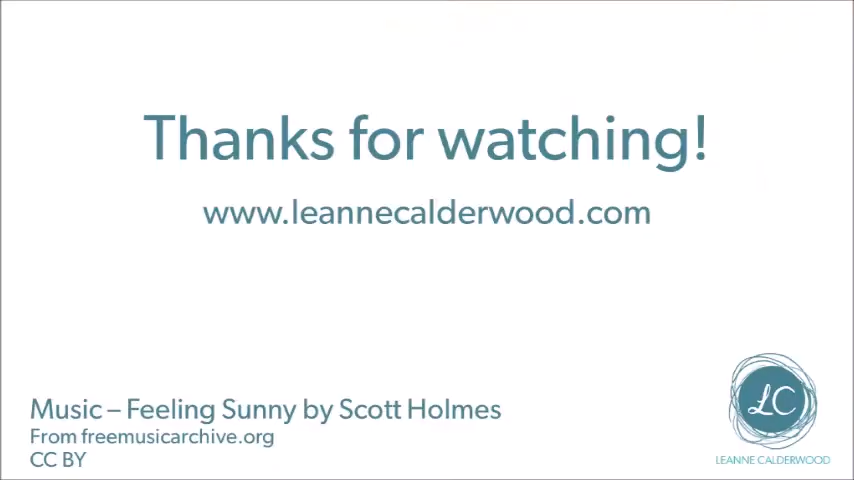 Thanks for watching!
www.leannecalderwood.com
Music – Feeling Sunny by Scott Holmes
From freemusicarchive.org
CC BY
LC
LEANNE CALDERWOOD